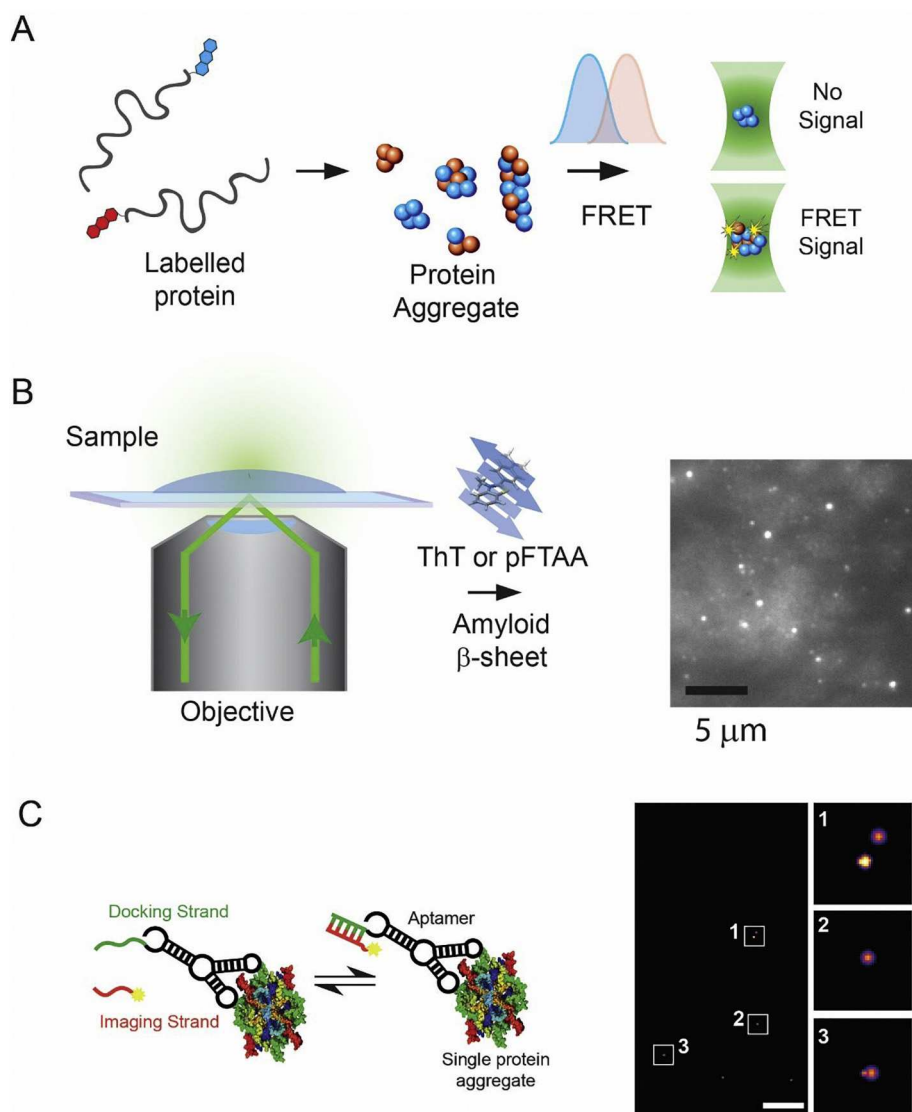 A
Labelled
protein
Protein
Aggregate
FRET
No
Signal
FRET
Signal
B
Sample
Objective
ThT or pFTAA
Amyloid
β-sheet
5 μm
C
Docking Strand
Imaging Strand
Aptamer
Single protein
aggregate
1
2
3
1
2
3